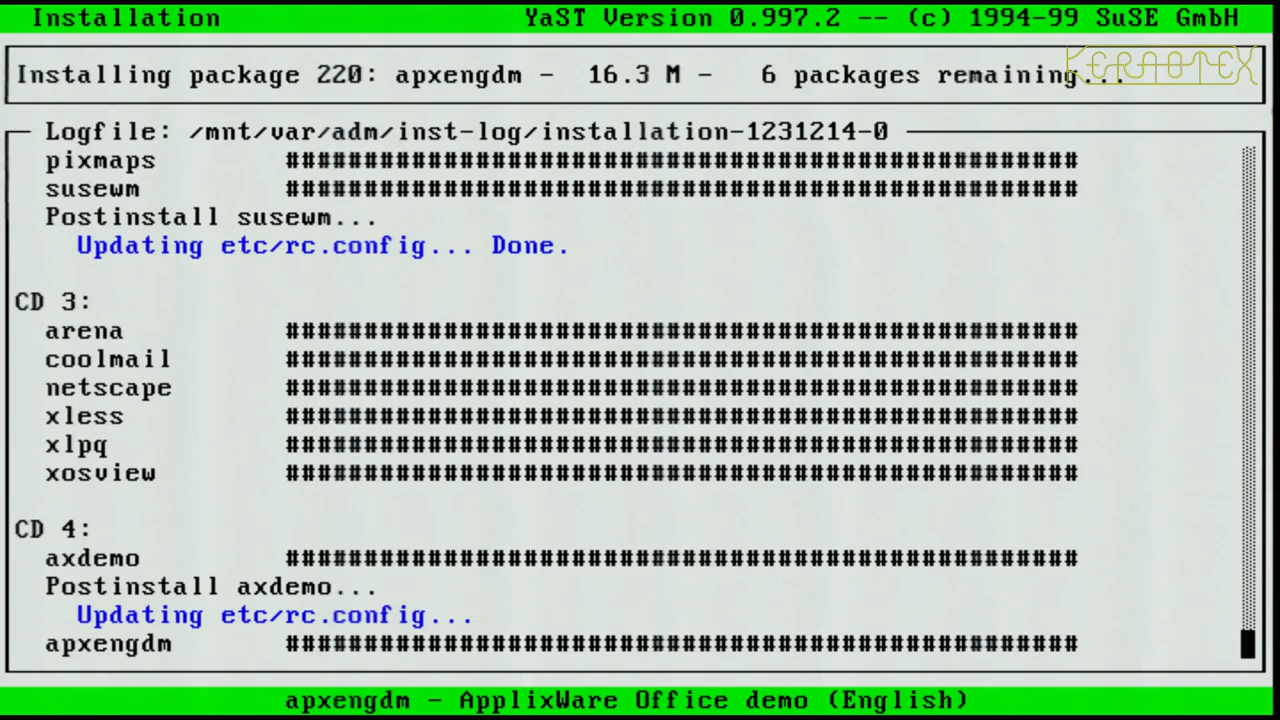 Installation YaST Version 0.997.2 -- (c) 1994-99 SuSE GmbH
KERNOTEX
Installing package 220: apxengdm - 16.3 M - 6 packages remaining...
Logfile: /mnt/var/adm/inst-log/installation-1231214-0
pixmaps ##################################################
susewm ##################################################
Postinstall susewm...
Updating etc/rc.config... Done.
CD 3:
arena ##################################################
coolmail ##################################################
netscape ##################################################
xless ##################################################
xlpq ##################################################
xosview ##################################################
CD 4:
axdemo ##################################################
Postinstall axdemo...
Updating etc/rc.config...
apxengdm ##################################################
apxengdm - ApplixWare Office demo (English)